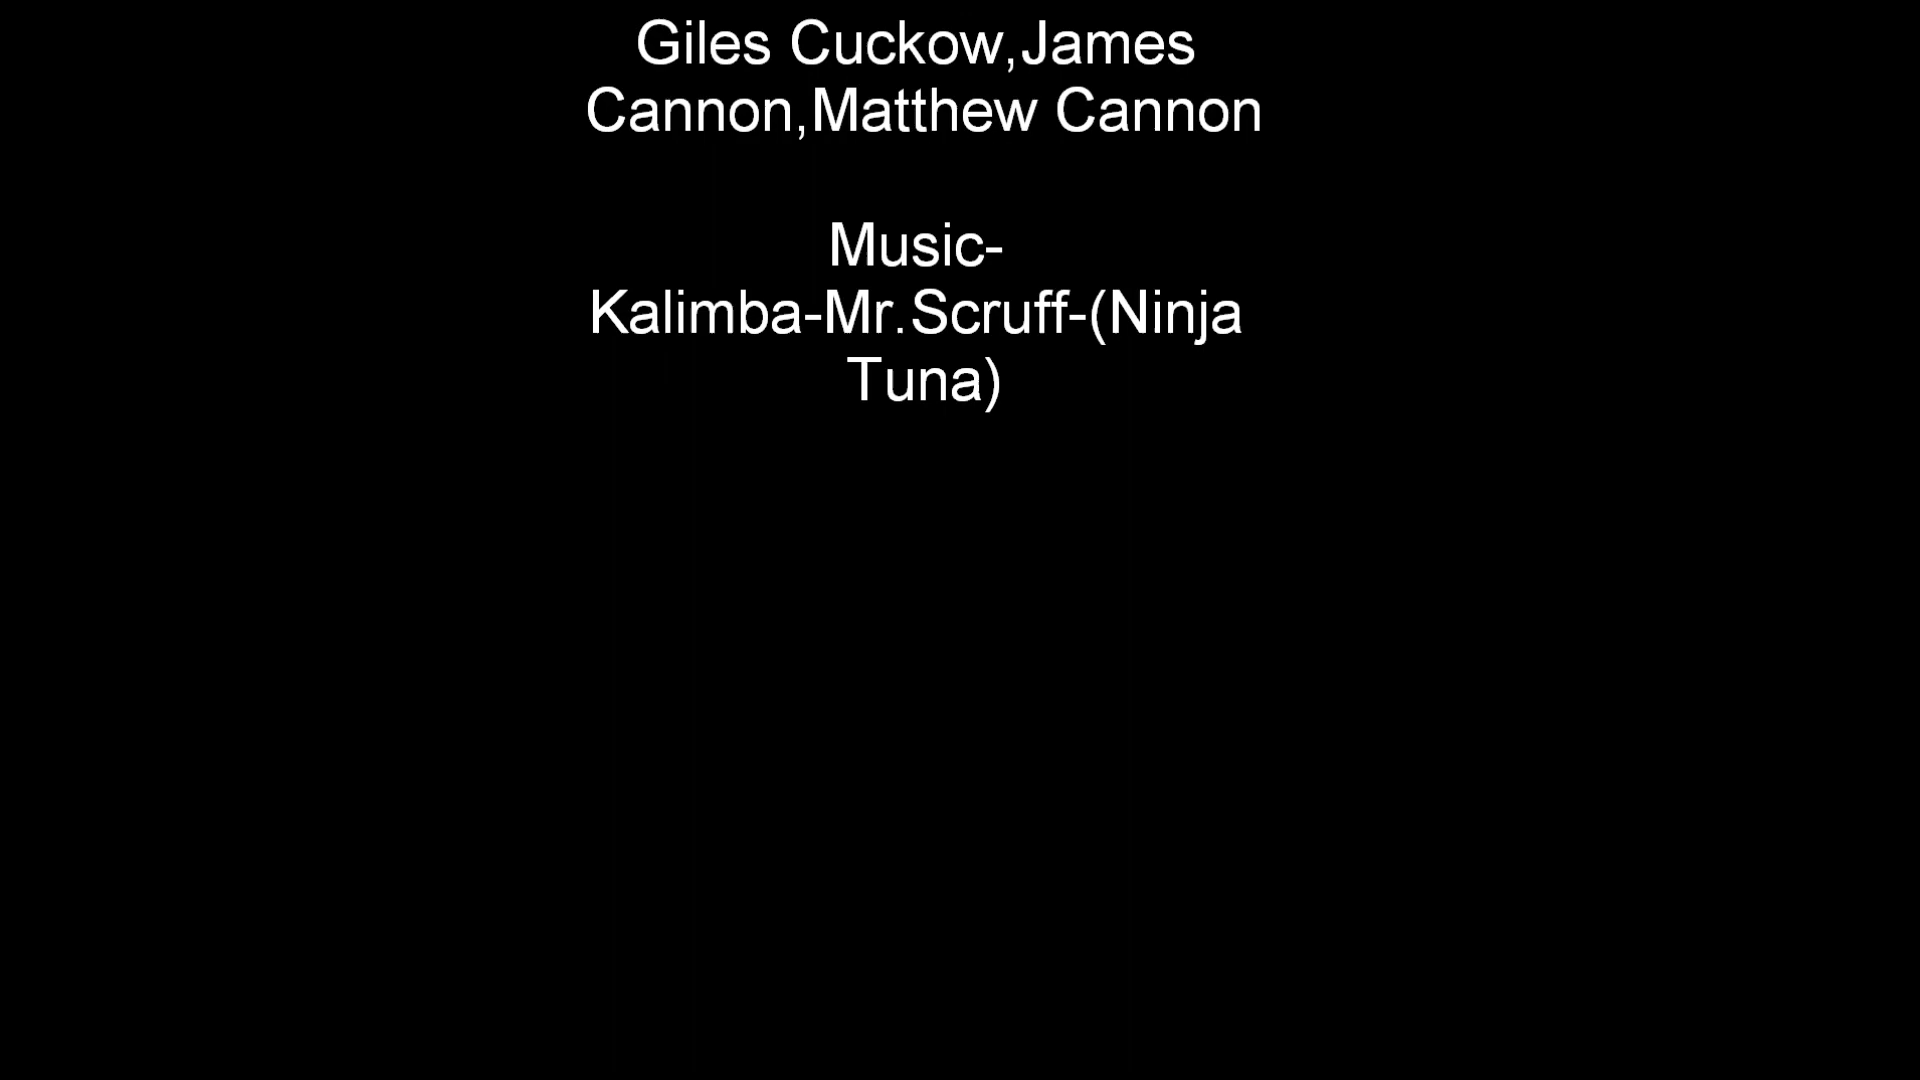 Giles Cuckow,James
Cannon,Matthew Cannon
Music-
Kalimba-Mr.Scruff-(Ninja
Tuna)